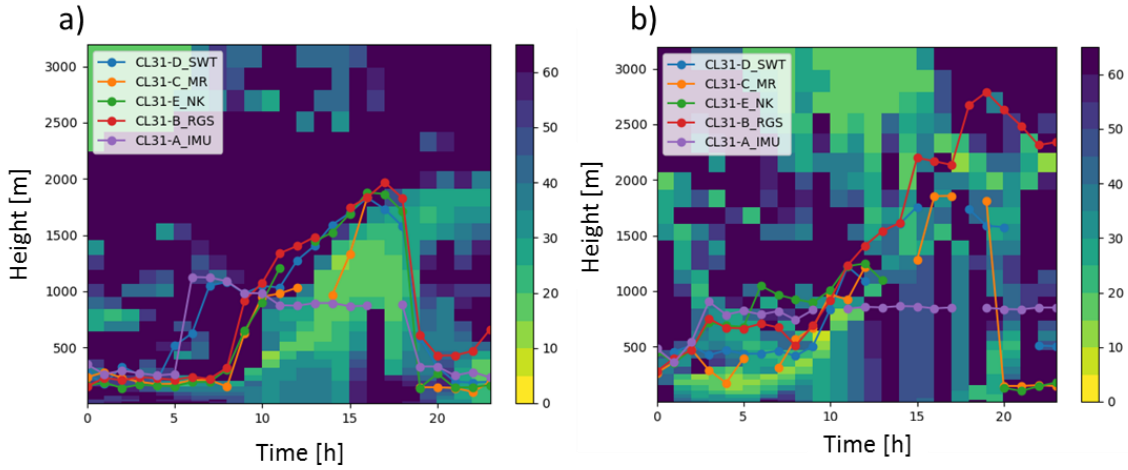 a)
CL31-D_SWT
CL31-C_MR
CL31-E_NK
CL31-B_RGS
CL31-A_IMU
Height [m]
3000
2500
2000
1500
1000
500
0
5
10
15
20
Time [h]
60
50
40
30
20
10
0
b)
CL31-D_SWT
CL31-C_MR
CL31-E_NK
CL31-B_RGS
CL31-A_IMU
Height [m]
3000
2500
2000
1500
1000
500
0
5
10
15
20
Time [h]
60
50
40
30
20
10
0